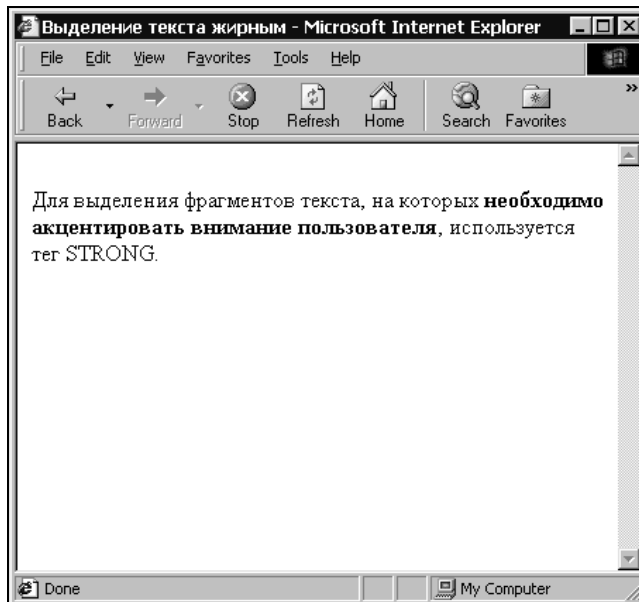 Выделение текста жирным - Microsoft Internet Explorer
File Edit View Favorites Tools Help
Back Forward Stop Refresh Home Search Favorites »
Для выделения фрагментов текста, на которых необходимо
акцентировать внимание пользователя, используется
тег STRONG.
Done My Computer